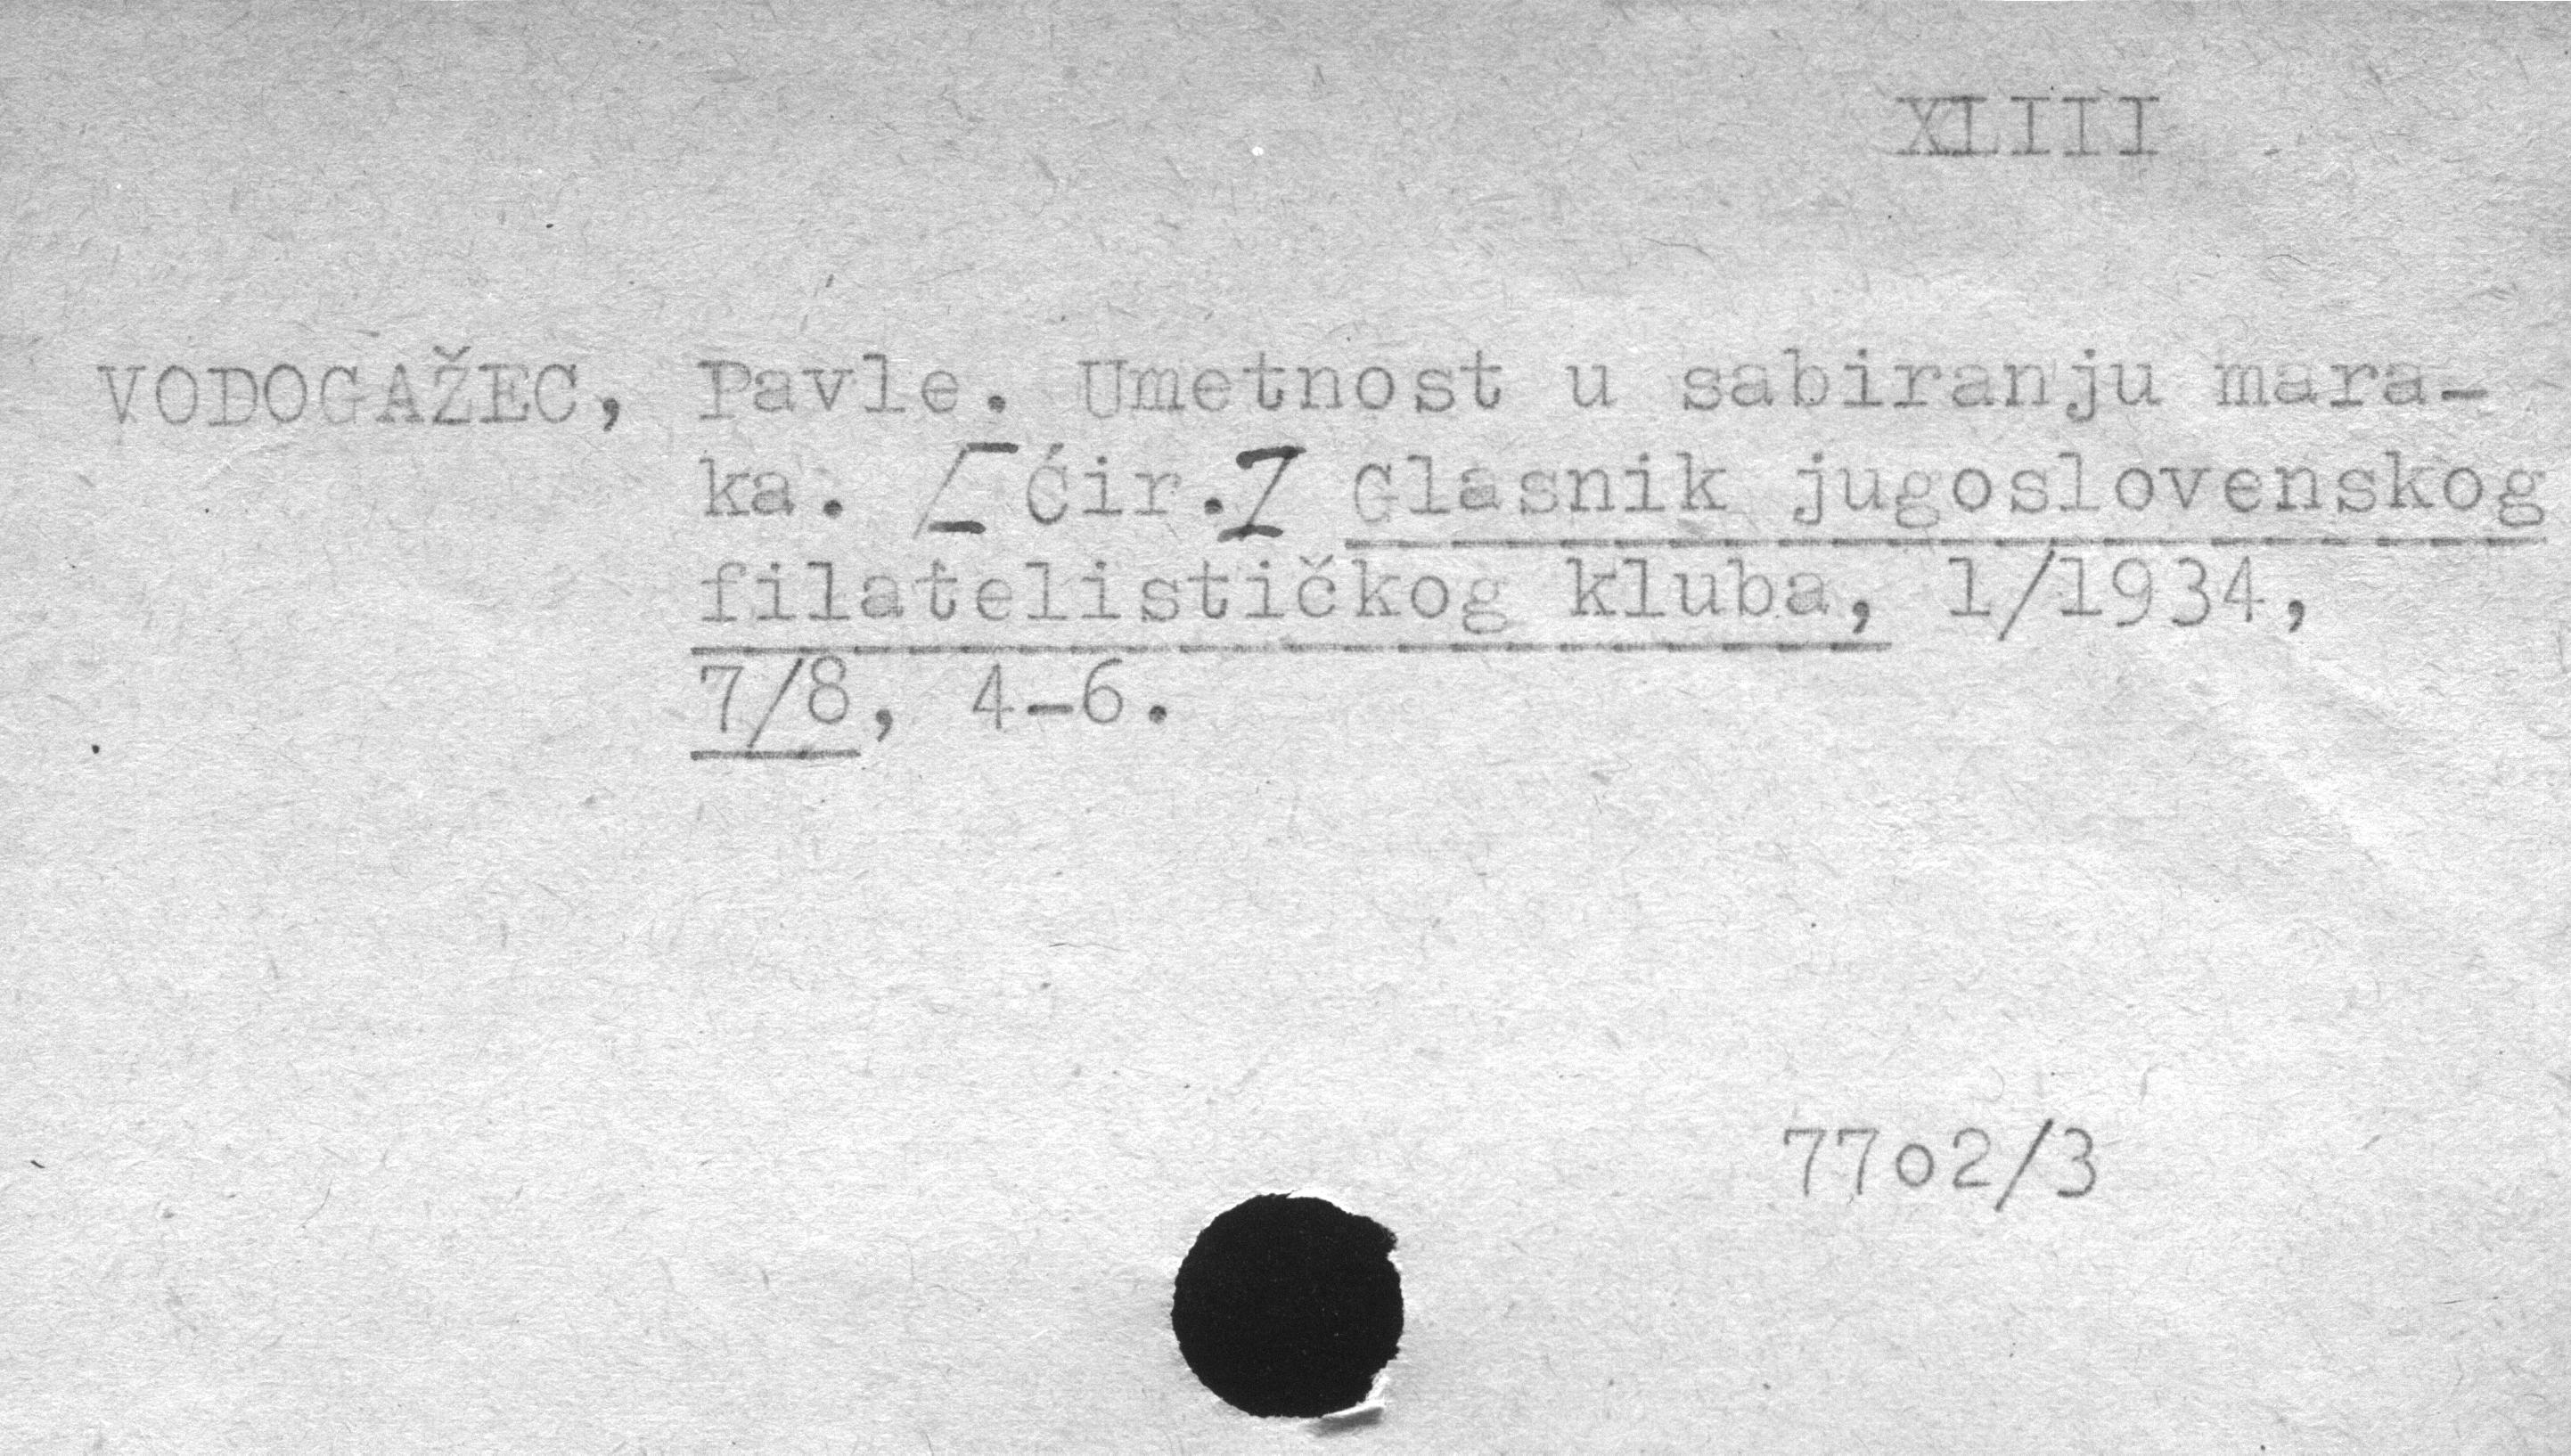 XLIII
VODOGAŽEC, Pavle. Umetnost u sabiranju mara-
ka. [Ćir.] Glasnik jugoslovenskog
filatelističkog kluba, 1/1934,
7/8, 4-6.
7702/3